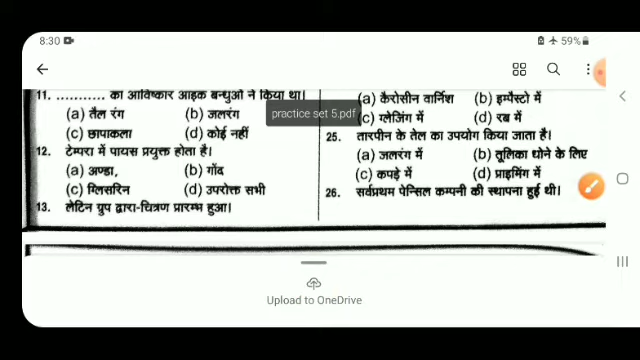 8:30
59%
11. ........... का आविष्कार आइक बन्धुओ ने किया था।
(a) तैल रंग (b) जलरंग
(c) छापाकला (d) कोई नहीं
12. टेम्परा में पायस प्रयुक्त होता है।
(a) अण्डा, (b) गोंद
(c) ग्लिसरिन (d) उपरोक्त सभी
13. लेटिन ग्रुप द्वारा-चित्रण प्रारम्भ हुआ।
practice set 5.pdf
(a) कैरोसीन वार्निश (b) इम्पैस्टो में
(c) ग्लेजिंग में (d) रब में
25. तारपीन के तेल का उपयोग किया जाता है।
(a) जलरंग में (b) तूलिका धोने के लिए
(c) कपड़े में (d) प्राइमिंग में
26. सर्वप्रथम पेन्सिल कम्पनी की स्थापना हुई थी।
Upload to OneDrive